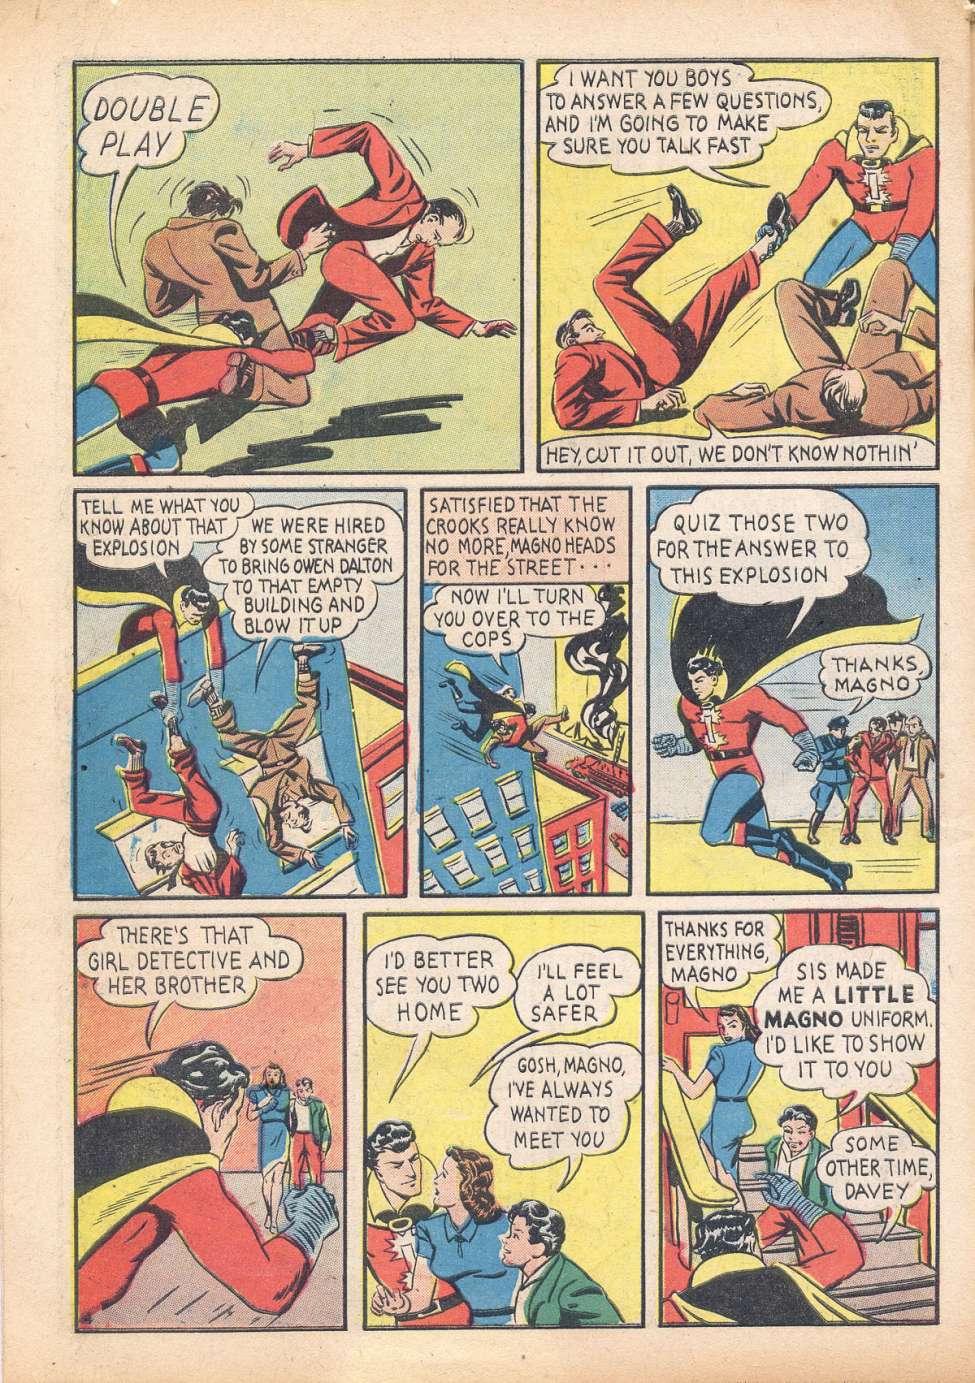 DOUBLE
PLAY
I WANT YOU BOYS
TO ANSWER A FEW QUESTIONS,
AND I'M GOING TO MAKE
SURE YOU TALK FAST
HEY, CUT IT OUT, WE DON'T KNOW NOTHIN'
TELL ME WHAT YOU
KNOW ABOUT THAT
EXPLOSION
WE WERE HIRED
BY SOME STRANGER
TO BRING OWEN DALTON
TO THAT EMPTY
BUILDING AND
BLOW IT UP
SATISFIED THAT THE
CROOKS REALLY KNOW
NO MORE, MAGNO HEADS
FOR THE STREET · · ·
NOW I'LL TURN
YOU OVER TO THE
COPS
QUIZ THOSE TWO
FOR THE ANSWER TO
THIS EXPLOSION
THANKS,
MAGNO
THERE'S THAT
GIRL DETECTIVE AND
HER BROTHER
I'D BETTER
SEE YOU TWO
HOME
I'LL FEEL
A LOT
SAFER
GOSH, MAGNO,
I'VE ALWAYS
WANTED TO
MEET YOU
THANKS FOR
EVERYTHING,
MAGNO
SIS MADE
ME A LITTLE
MAGNO UNIFORM.
I'D LIKE TO SHOW
IT TO YOU
SOME
OTHER TIME,
DAVEY